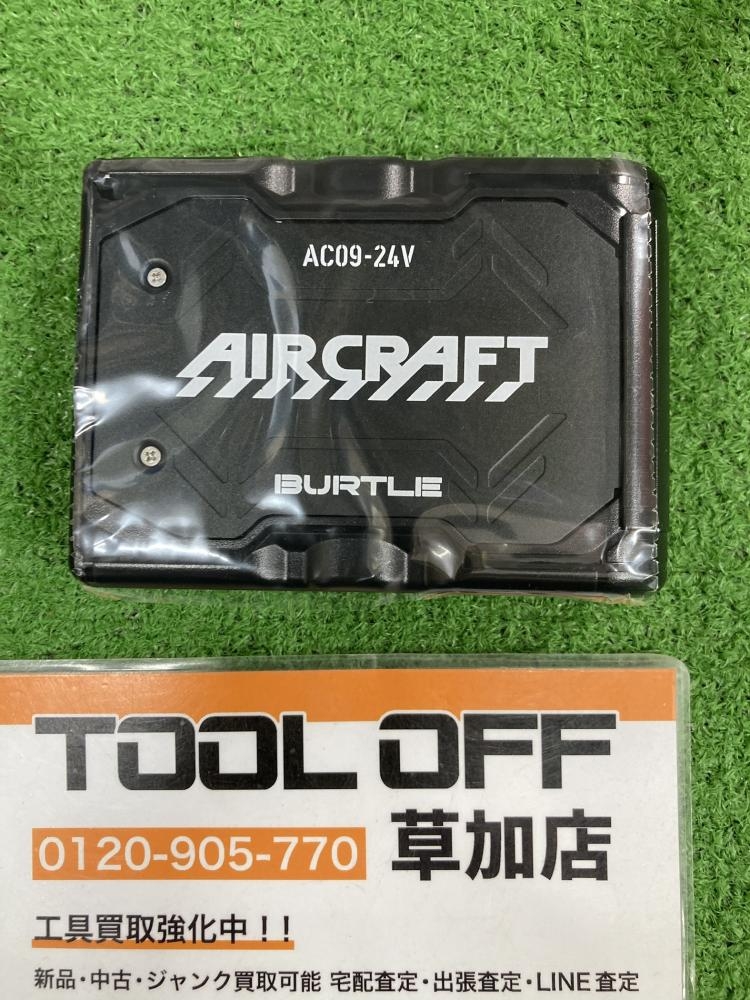 AC09-24V
AIRCRAFT
BURTLE
TOOL OFF
0120-905-770 草加店
工具買取強化中！！
新品・中古・ジャンク買取可能 宅配査定・出張査定・LINE査定